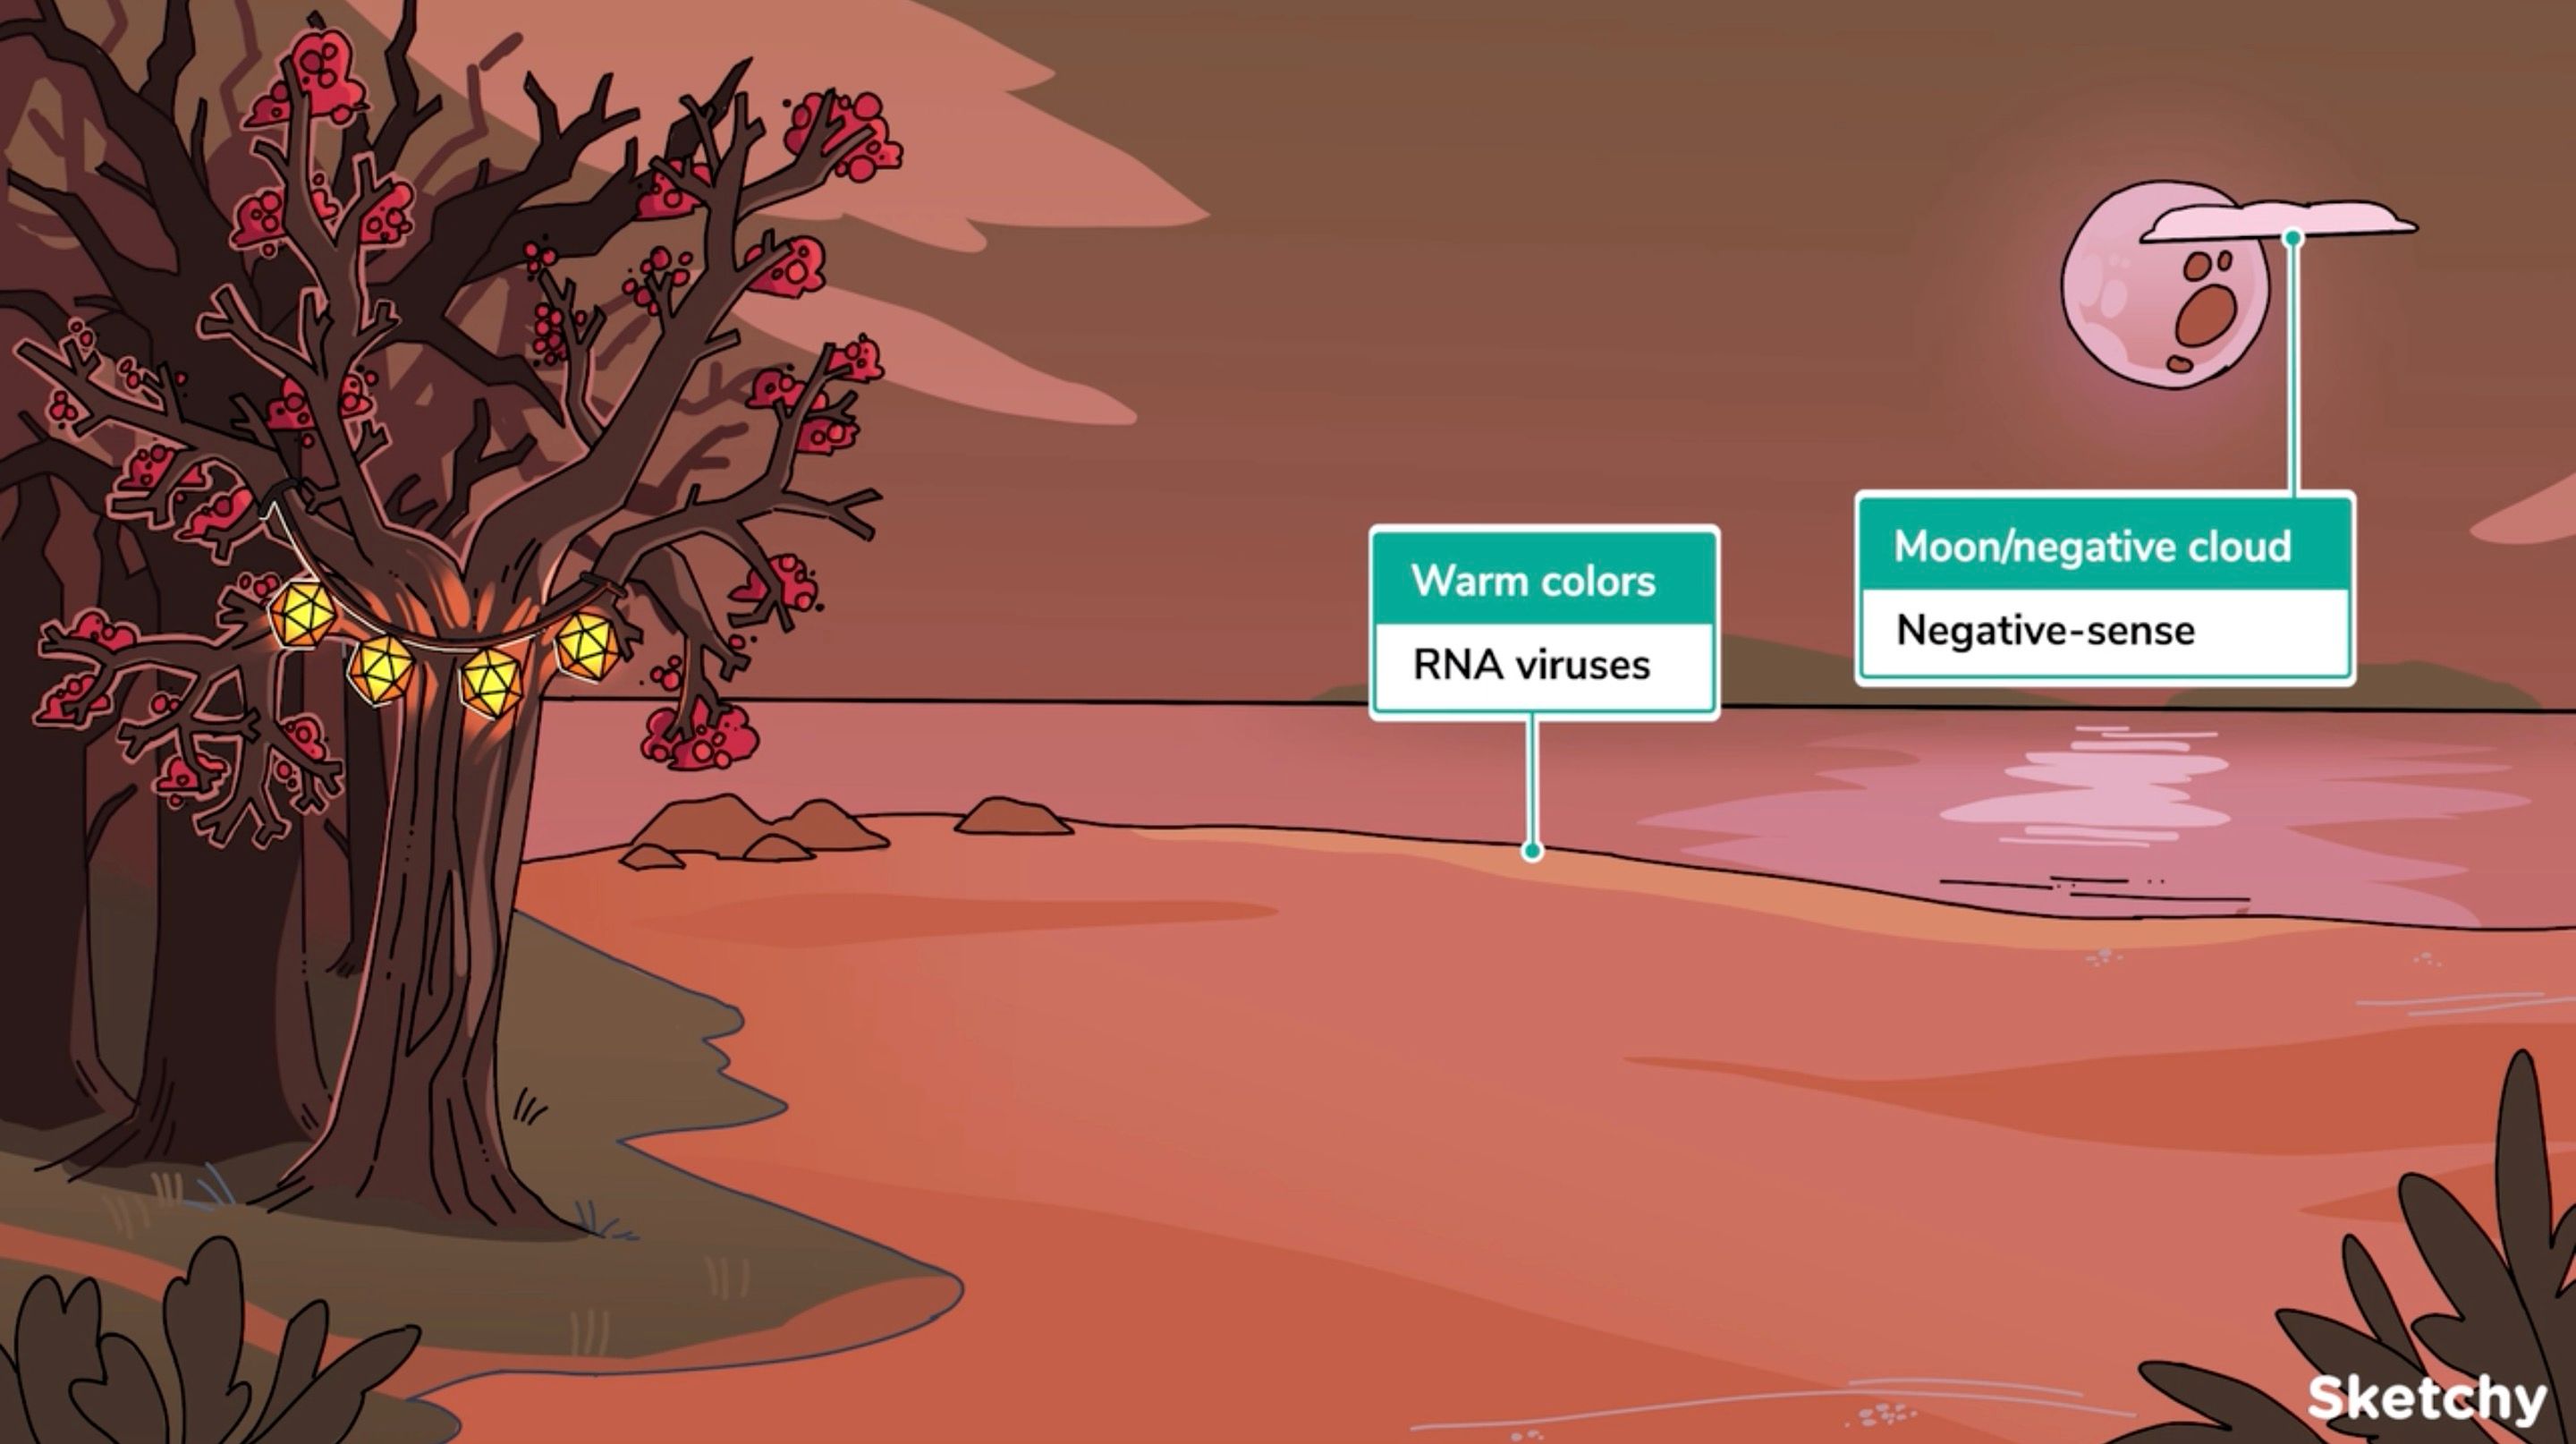 Warm colors
RNA viruses
Moon/negative cloud
Negative-sense
Sketchy